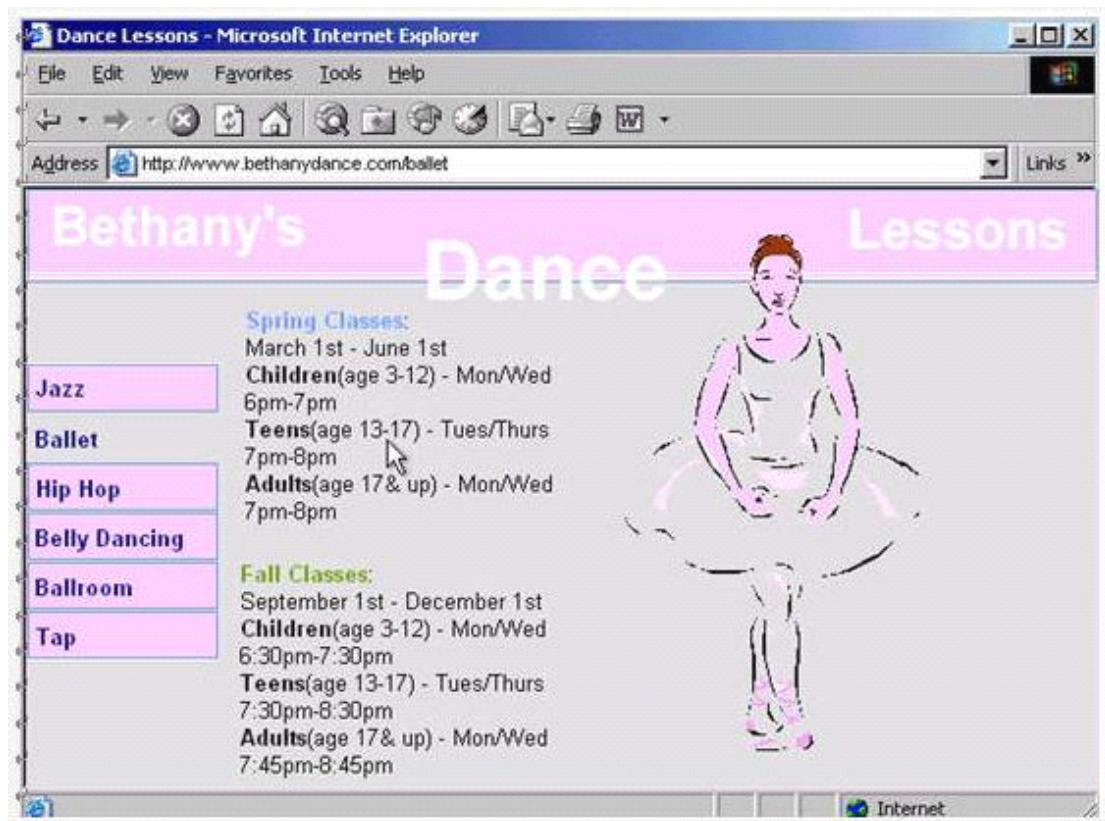 Dance Lessons - Microsoft Internet Explorer
File Edit View Favorites Tools Help
Address http://www.bethanydance.com/ballet Links »
Bethany's Dance Lessons
Jazz
Ballet
Hip Hop
Belly Dancing
Ballroom
Tap
Spring Classes:
March 1st - June 1st
Children(age 3-12) - Mon/Wed
6pm-7pm
Teens(age 13-17) - Tues/Thurs
7pm-8pm
Adults(age 17& up) - Mon/Wed
7pm-8pm
Fall Classes:
September 1st - December 1st
Children(age 3-12) - Mon/Wed
6:30pm-7:30pm
Teens(age 13-17) - Tues/Thurs
7:30pm-8:30pm
Adults(age 17& up) - Mon/Wed
7:45pm-8:45pm
Internet